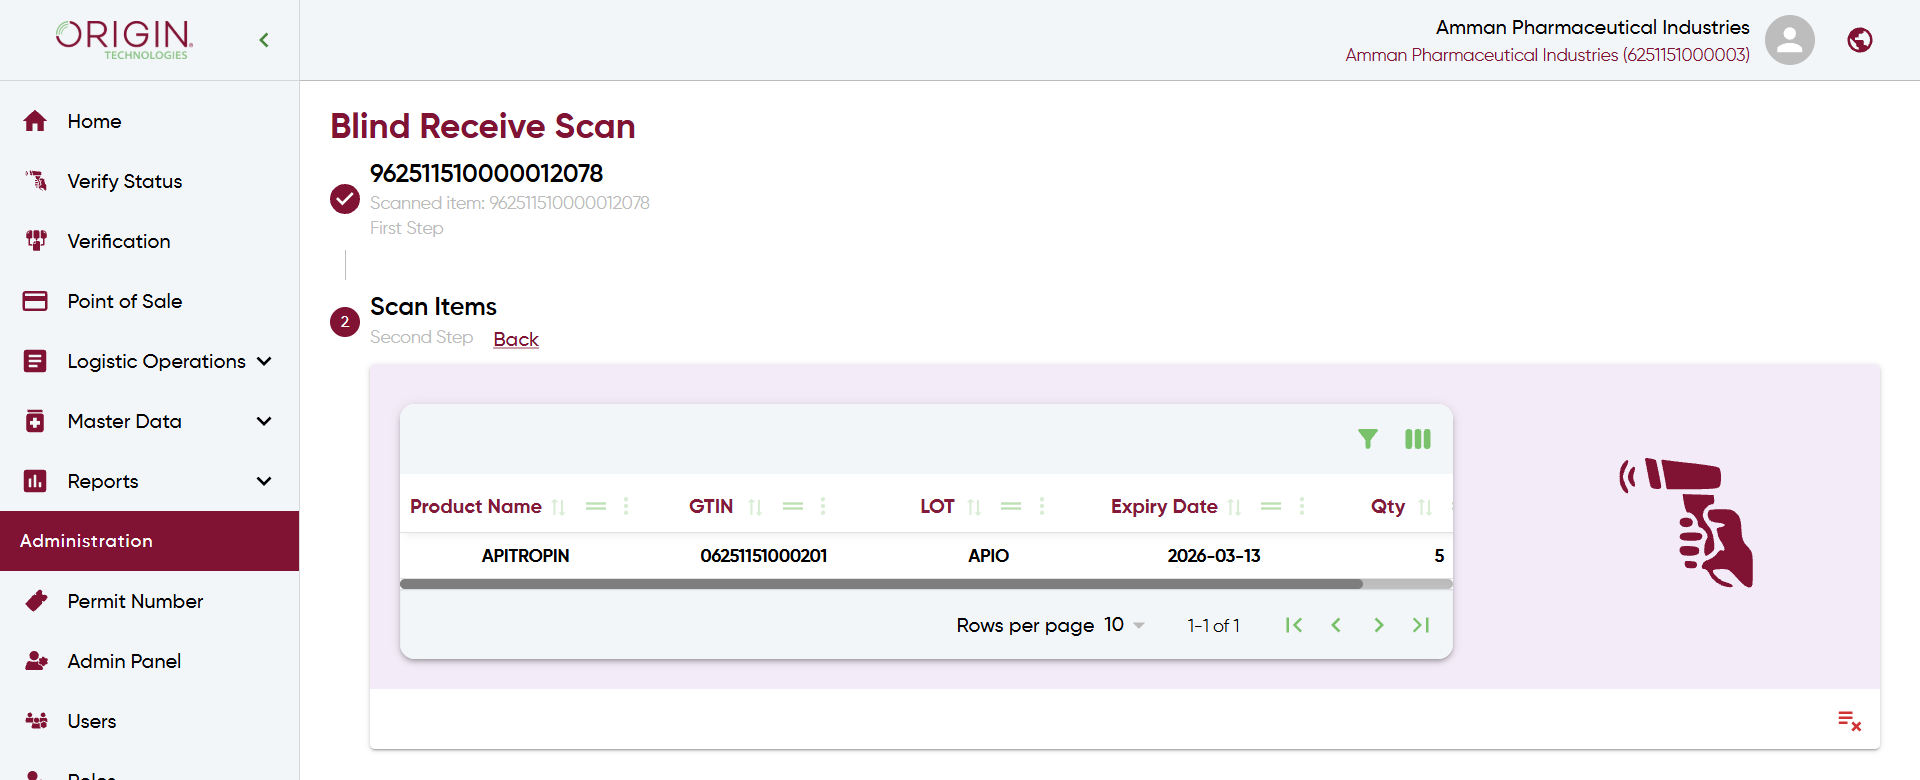 ORIGIN
TECHNOLOGIES
Amman Pharmaceutical Industries
Amman Pharmaceutical Industries (6251151000003)
Home
Verify Status
Verification
Point of Sale
Logistic Operations
Master Data
Reports
Administration
Permit Number
Admin Panel
Users
Roles
Blind Receive Scan
962511510000012078
Scanned item: 962511510000012078
First Step
2
Scan Items
Second Step Back
Product Name GTIN LOT Expiry Date Qty
APITROPIN 06251151000201 APIO 2026-03-13 5
Rows per page 10 1-1 of 1